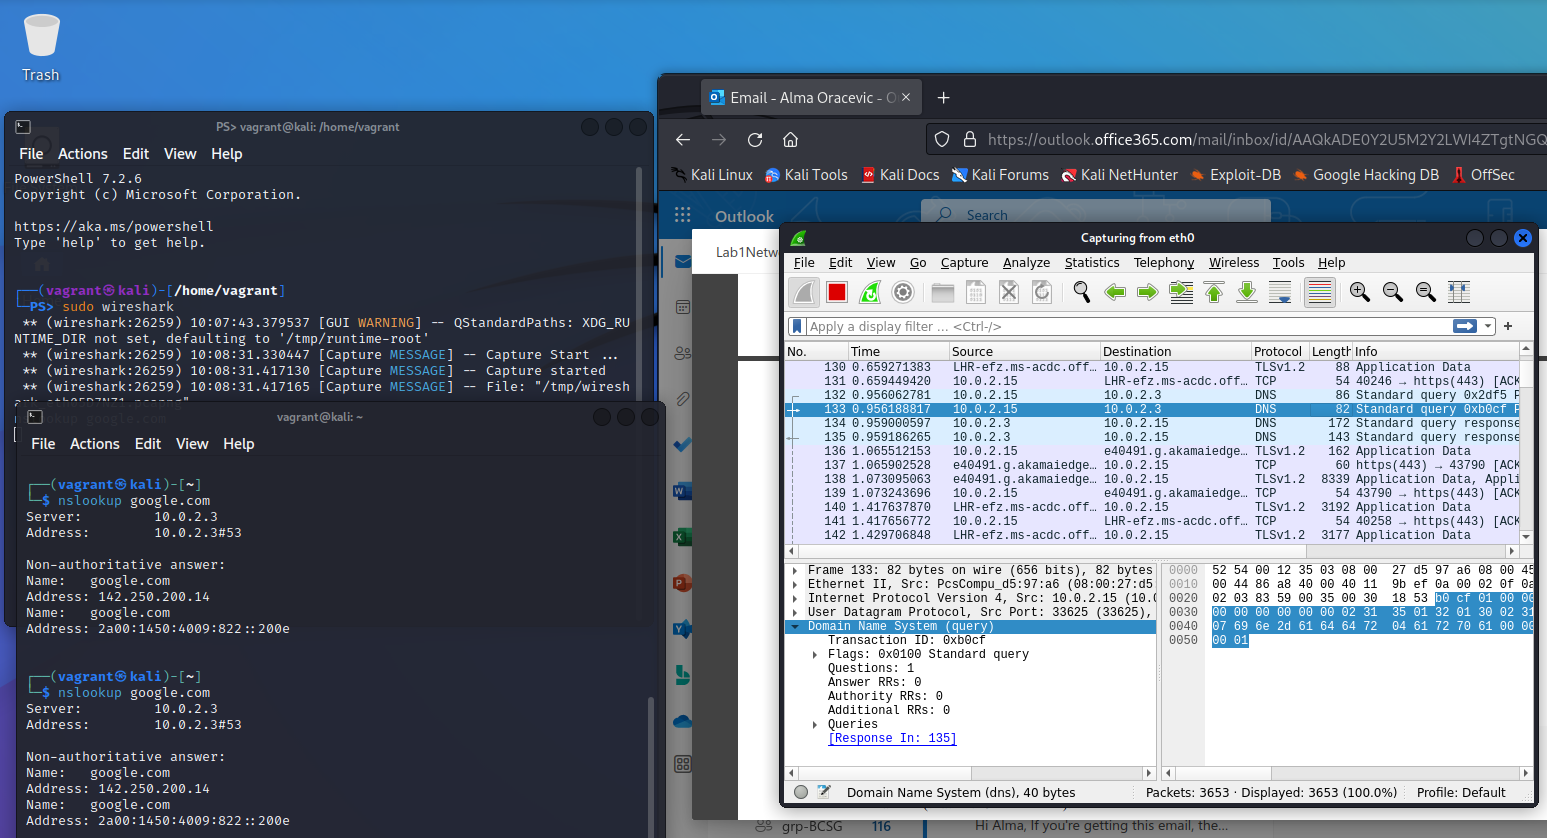 Trash
PS> vagrant@kali: /home/vagrant
File Actions Edit View Help
PowerShell 7.2.6
Copyright (c) Microsoft Corporation.
https://aka.ms/powershell
Type 'help' to get help.
┌──(vagrant㉿kali)-[/home/vagrant]
└─PS> sudo wireshark
** (wireshark:26259) 10:07:43.379537 [GUI WARNING] -- QStandardPaths: XDG_RU
NTIME_DIR not set, defaulting to '/tmp/runtime-root'
** (wireshark:26259) 10:08:31.330447 [Capture MESSAGE] -- Capture Start ...
** (wireshark:26259) 10:08:31.417130 [Capture MESSAGE] -- Capture started
** (wireshark:26259) 10:08:31.417165 [Capture MESSAGE] -- File: "/tmp/wiresh
vagrant@kali: ~
File Actions Edit View Help
┌──(vagrant㉿kali)-[~]
└─$ nslookup google.com
Server: 10.0.2.3
Address: 10.0.2.3#53
Non-authoritative answer:
Name: google.com
Address: 142.250.200.14
Name: google.com
Address: 2a00:1450:4009:822::200e
┌──(vagrant㉿kali)-[~]
└─$ nslookup google.com
Server: 10.0.2.3
Address: 10.0.2.3#53
Non-authoritative answer:
Name: google.com
Address: 142.250.200.14
Name: google.com
Address: 2a00:1450:4009:822::200e
Email - Alma Oracevic - O
https://outlook.office365.com/mail/inbox/id/AAQkADE0Y2U5M2Y2LWI4ZTgtNGQ
Kali Linux Kali Tools Kali Docs Kali Forums Kali NetHunter Exploit-DB Google Hacking DB OffSec
Outlook Search
Lab1Netw
Capturing from eth0
File Edit View Go Capture Analyze Statistics Telephony Wireless Tools Help
Apply a display filter ... <Ctrl-/>
No. Time Source Destination Protocol Length Info
130 0.659271383 LHR-efz.ms-acdc.off… 10.0.2.15 TLSv1.2 88 Application Data
131 0.659449420 10.0.2.15 LHR-efz.ms-acdc.off… TCP 54 40246 → https(443) [ACK
132 0.956062781 10.0.2.15 10.0.2.3 DNS 86 Standard query 0x2df5 P
133 0.956188817 10.0.2.15 10.0.2.3 DNS 82 Standard query 0xb0cf P
134 0.959000597 10.0.2.3 10.0.2.15 DNS 172 Standard query response
135 0.959186265 10.0.2.3 10.0.2.15 DNS 143 Standard query response
136 1.065512153 10.0.2.15 e40491.g.akamaiedge… TLSv1.2 162 Application Data
137 1.065902528 e40491.g.akamaiedge… 10.0.2.15 TCP 60 https(443) → 43790 [ACK
138 1.073095063 e40491.g.akamaiedge… 10.0.2.15 TLSv1.2 8339 Application Data, Appli
139 1.073243696 10.0.2.15 e40491.g.akamaiedge… TCP 54 43790 → https(443) [ACK
140 1.417637870 LHR-efz.ms-acdc.off… 10.0.2.15 TLSv1.2 3192 Application Data
141 1.417656772 10.0.2.15 LHR-efz.ms-acdc.off… TCP 54 40258 → https(443) [ACK
142 1.429706848 LHR-efz.ms-acdc.off… 10.0.2.15 TLSv1.2 3177 Application Data
Frame 133: 82 bytes on wire (656 bits), 82 bytes
Ethernet II, Src: PcsCompu_d5:97:a6 (08:00:27:d5
Internet Protocol Version 4, Src: 10.0.2.15 (10.0
User Datagram Protocol, Src Port: 33625 (33625),
Domain Name System (query)
Transaction ID: 0xb0cf
Flags: 0x0100 Standard query
Questions: 1
Answer RRs: 0
Authority RRs: 0
Additional RRs: 0
Queries
[Response In: 135]
0000 52 54 00 12 35 03 08 00 27 d5 97 a6 08 00 45
0010 00 44 86 a8 40 00 40 11 9b ef 0a 00 02 0f 0a
0020 02 03 83 59 00 35 00 30 18 53 b0 cf 01 00 00
0030 00 00 00 00 00 00 02 31 35 01 32 01 30 02 31
0040 07 69 6e 2d 61 64 64 72 04 61 72 70 61 00 00
0050 00 01
Domain Name System (dns), 40 bytes Packets: 3653 · Displayed: 3653 (100.0%) Profile: Default
grp-BCSG 116 Hi Alma, If you're getting this email, the...